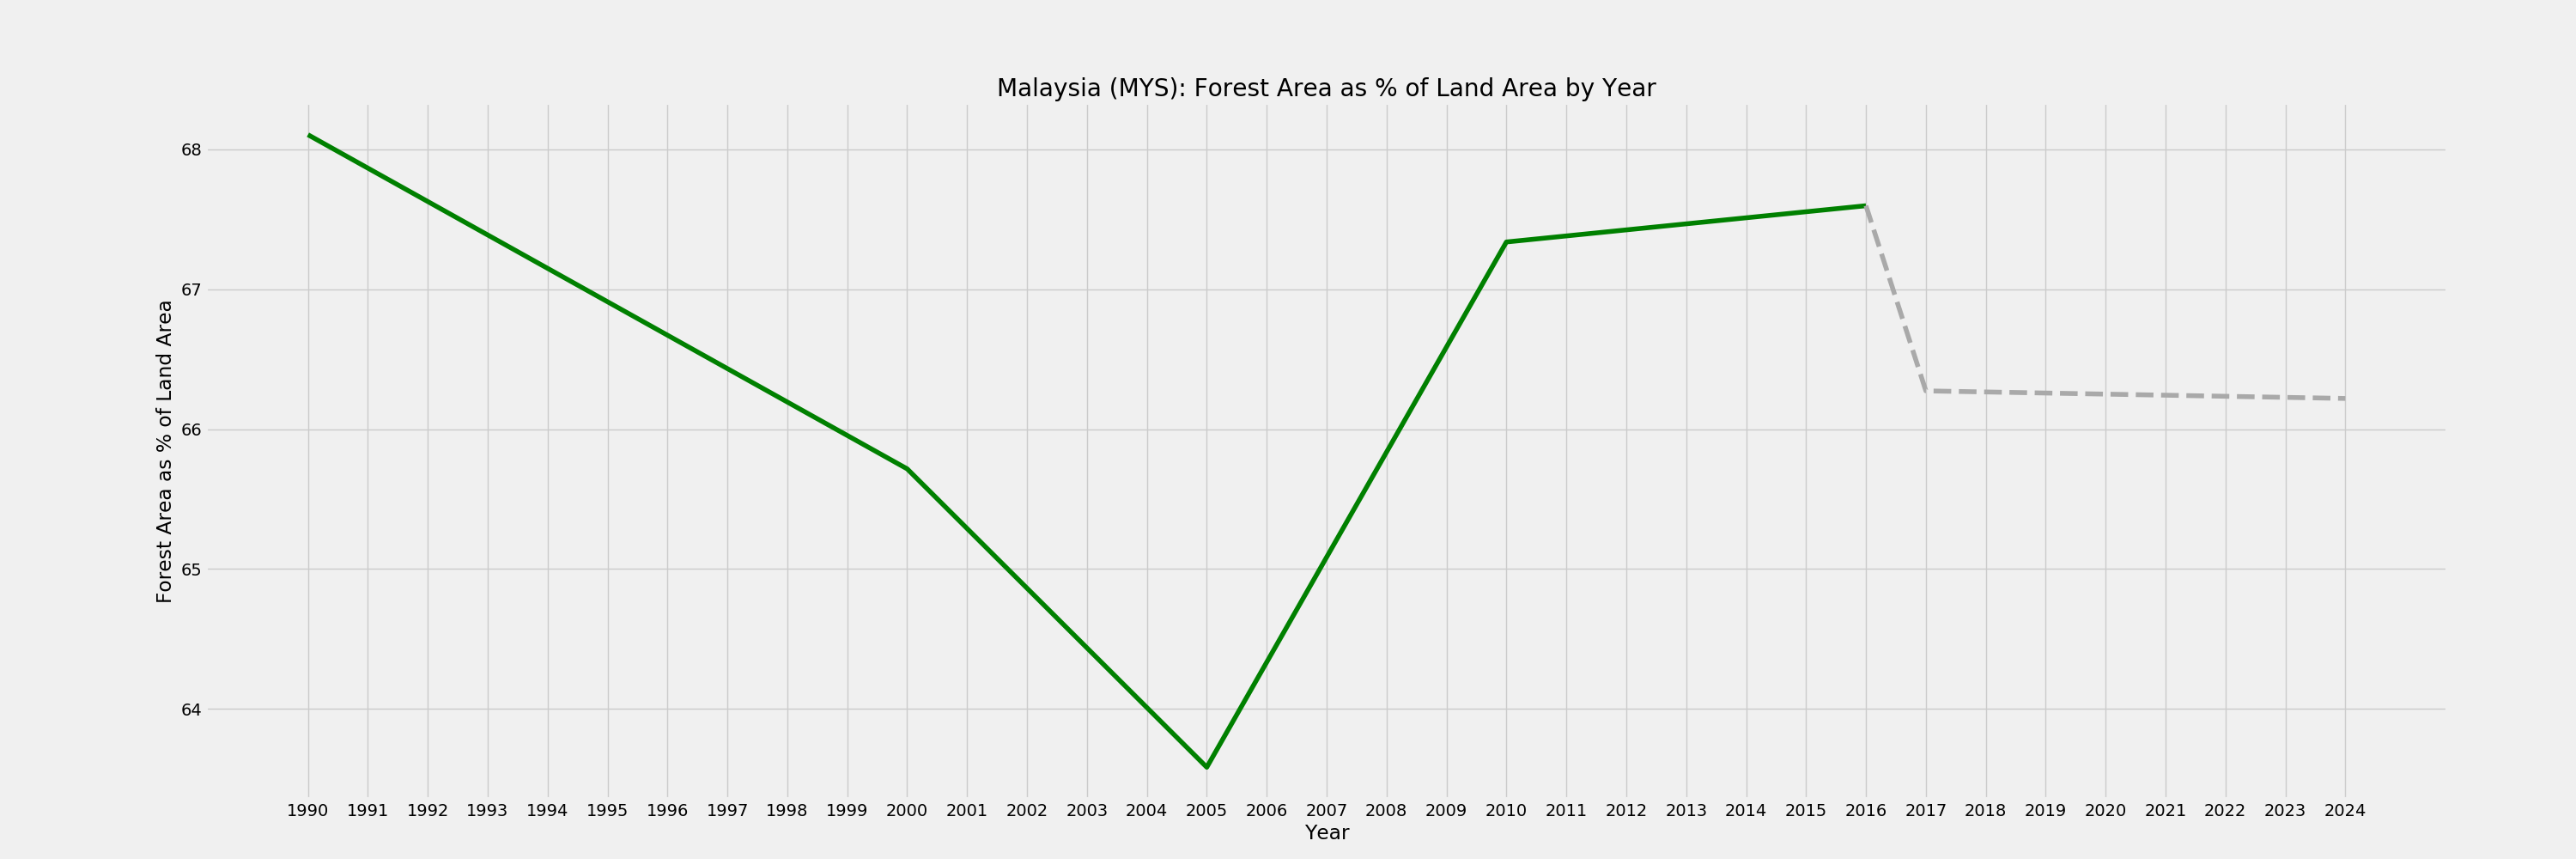 Malaysia (MYS): Forest Area as % of Land Area by Year
Forest Area as % of Land Area
68
67
66
65
64
1990 1991 1992 1993 1994 1995 1996 1997 1998 1999 2000 2001 2002 2003 2004 2005 2006 2007 2008 2009 2010 2011 2012 2013 2014 2015 2016 2017 2018 2019 2020 2021 2022 2023 2024
Year